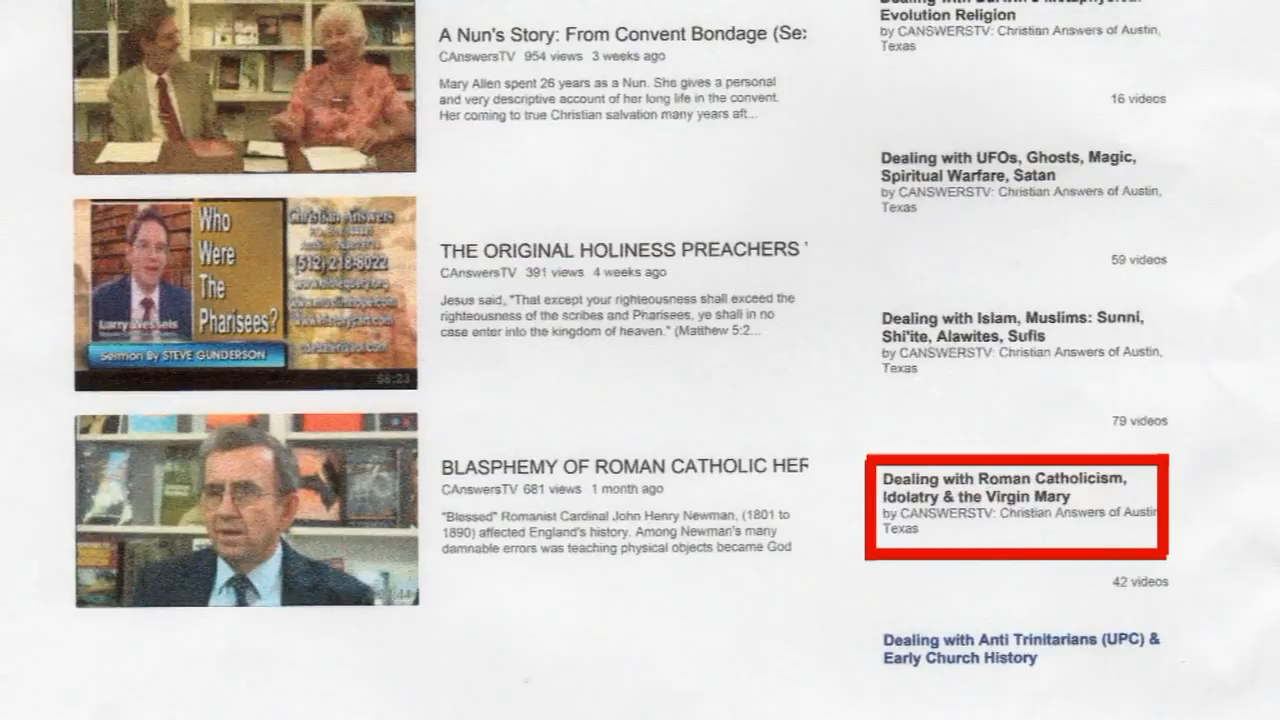 A Nun's Story: From Convent Bondage
CAnswersTV 954 views 3 weeks ago
Mary Allen spent 26 years as a Nun. She gives a personal
and very descriptive account of her long life in the convent.
Her coming to true Christian salvation many years aft...
Who
Were
The
Pharisees?
Christian Answers
(512) 218-8022
Larry Wessels
Sermon By STEVE GUNDERSON
58:23
THE ORIGINAL HOLINESS PREACHERS
CAnswersTV 391 views 4 weeks ago
Jesus said, "That except your righteousness shall exceed the
righteousness of the scribes and Pharisees, ye shall in no
case enter into the kingdom of heaven." (Matthew 5:2...
BLASPHEMY OF ROMAN CATHOLIC HER
CAnswersTV 681 views 1 month ago
"Blessed" Romanist Cardinal John Henry Newman, (1801 to
1890) affected England's history. Among Newman's many
damnable errors was teaching physical objects became God
Evolution Religion
by CANSWERSTV: Christian Answers of Austin,
Texas
16 videos
Dealing with UFOs, Ghosts, Magic,
Spiritual Warfare, Satan
by CANSWERSTV: Christian Answers of Austin,
Texas
59 videos
Dealing with Islam, Muslims: Sunni,
Shi'ite, Alawites, Sufis
by CANSWERSTV: Christian Answers of Austin,
Texas
79 videos
Dealing with Roman Catholicism,
Idolatry & the Virgin Mary
by CANSWERSTV: Christian Answers of Austin
Texas
42 videos
Dealing with Anti Trinitarians (UPC) &
Early Church History